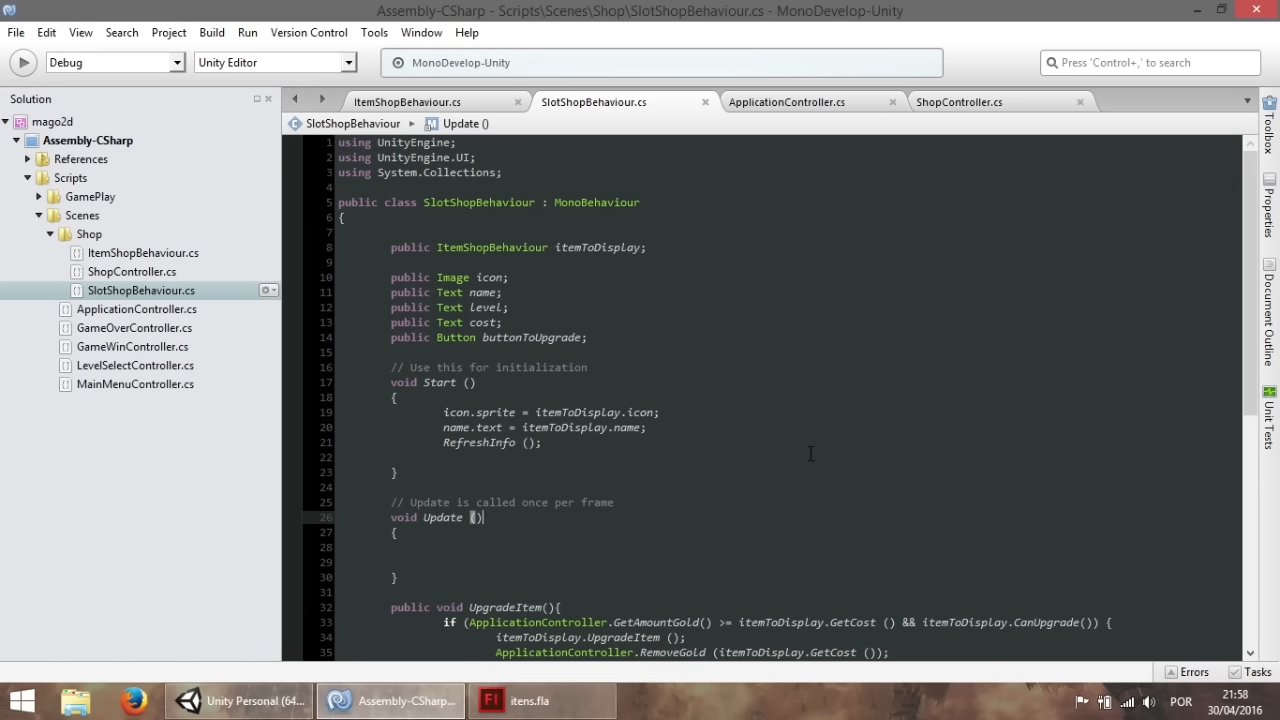 Assembly-CSharp - Scripts\Scenes\Shop\SlotShopBehaviour.cs - MonoDevelop-Unity
File Edit View Search Project Build Run Version Control Tools Window Help
Debug Unity Editor MonoDevelop-Unity Press 'Control+,' to search
Solution
mago2d
Assembly-CSharp
References
Scripts
GamePlay
Scenes
Shop
ItemShopBehaviour.cs
ShopController.cs
SlotShopBehaviour.cs
ApplicationController.cs
GameOverController.cs
GameWinController.cs
LevelSelectController.cs
MainMenuController.cs
ItemShopBehaviour.cs SlotShopBehaviour.cs ApplicationController.cs ShopController.cs
SlotShopBehaviour Update ()
1 using UnityEngine;
2 using UnityEngine.UI;
3 using System.Collections;
4
5 public class SlotShopBehaviour : MonoBehaviour
6 {
7
8 public ItemShopBehaviour itemToDisplay;
9
10 public Image icon;
11 public Text name;
12 public Text level;
13 public Text cost;
14 public Button buttonToUpgrade;
15
16 // Use this for initialization
17 void Start ()
18 {
19 icon.sprite = itemToDisplay.icon;
20 name.text = itemToDisplay.name;
21 RefreshInfo ();
22
23 }
24
25 // Update is called once per frame
26 void Update ()
27 {
28
29
30 }
31
32 public void UpgradeItem(){
33 if (ApplicationController.GetAmountGold() >= itemToDisplay.GetCost () && itemToDisplay.CanUpgrade()) {
34 itemToDisplay.UpgradeItem ();
35 ApplicationController.RemoveGold (itemToDisplay.GetCost ());
Toolbox
Properties
Document Outline
Unit Tests
Errors Tasks
Unity Personal (64... Assembly-CSharp... Fl itens.fla
POR
21:58
30/04/2016